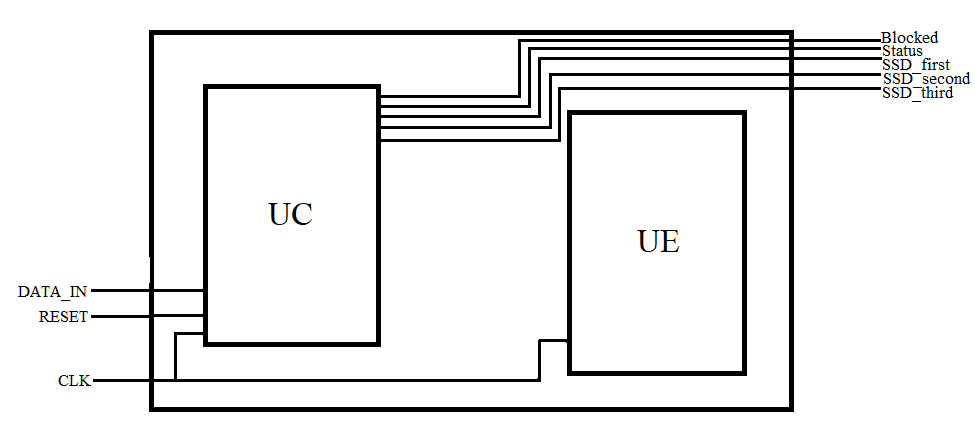 Blocked
Status
SSD_first
SSD_second
SSD_third
UC
UE
DATA_IN
RESET
CLK